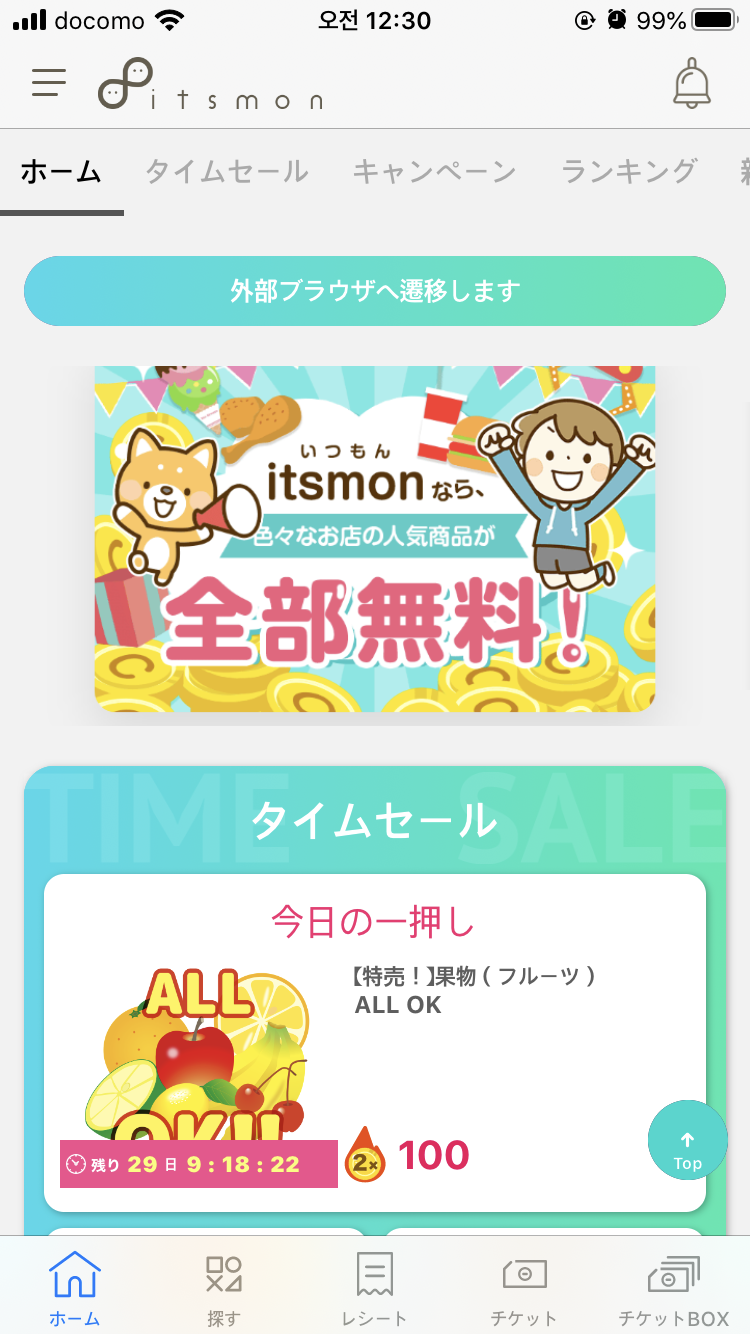 docomo 오전 12:30 99%
itsmon
ホーム タイムセール キャンペーン ランキング
外部ブラウザへ遷移します
いつもん
itsmonなら、
色々なお店の人気商品が
全部無料!
TIME SALE
タイムセール
今日の一押し
【特売!】果物(フルーツ)
ALL OK
ALL
OK!!
残り 29 日 9 : 18 : 22
2× 100
Top
ホーム 探す レシート チケット チケットBOX